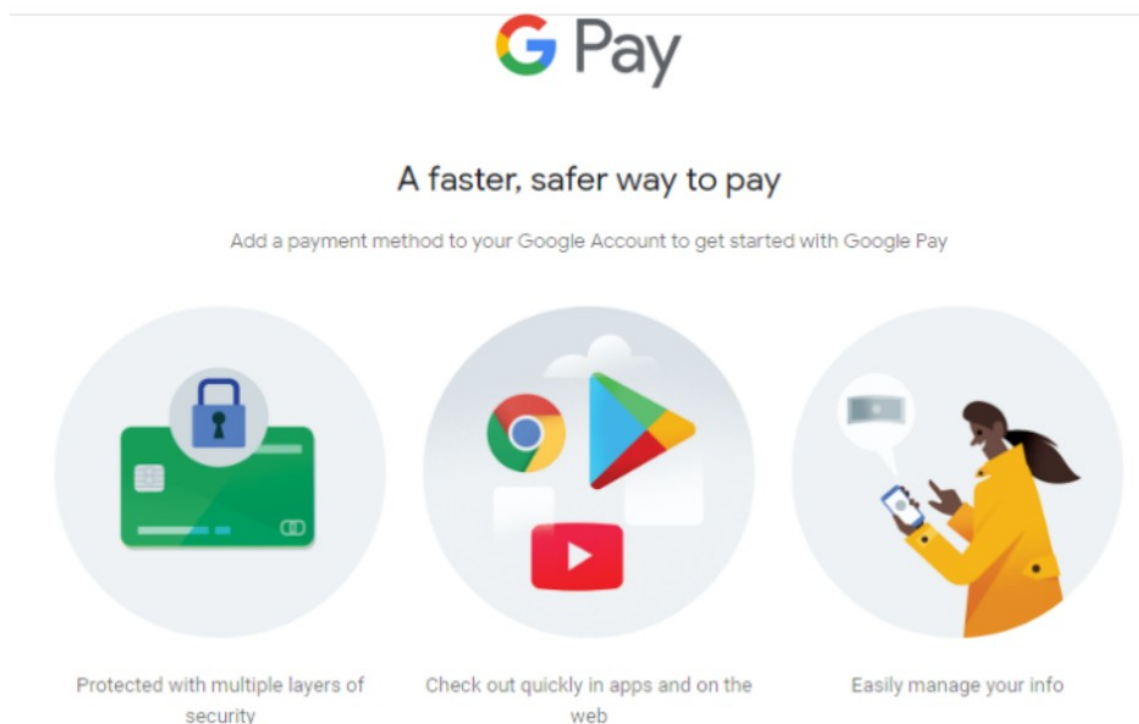 G Pay
A faster, safer way to pay
Add a payment method to your Google Account to get started with Google Pay
Protected with multiple layers of
security
Check out quickly in apps and on the
web
Easily manage your info